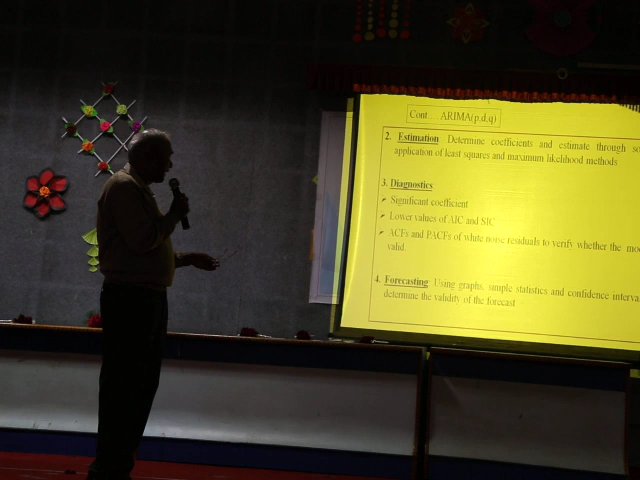 Cont.... ARIMA(p,d,q)
2. Estimation: Determine coefficients and estimate through
application of least squares and maximum likelihood methods
3. Diagnostics
Significant coefficient
Lower values of AIC and SIC
ACFs and PACFs of white noise residuals to verify whether the
valid
4. Forecasting: Using graphs, simple statistics and confidence
determine the validity of the forecast